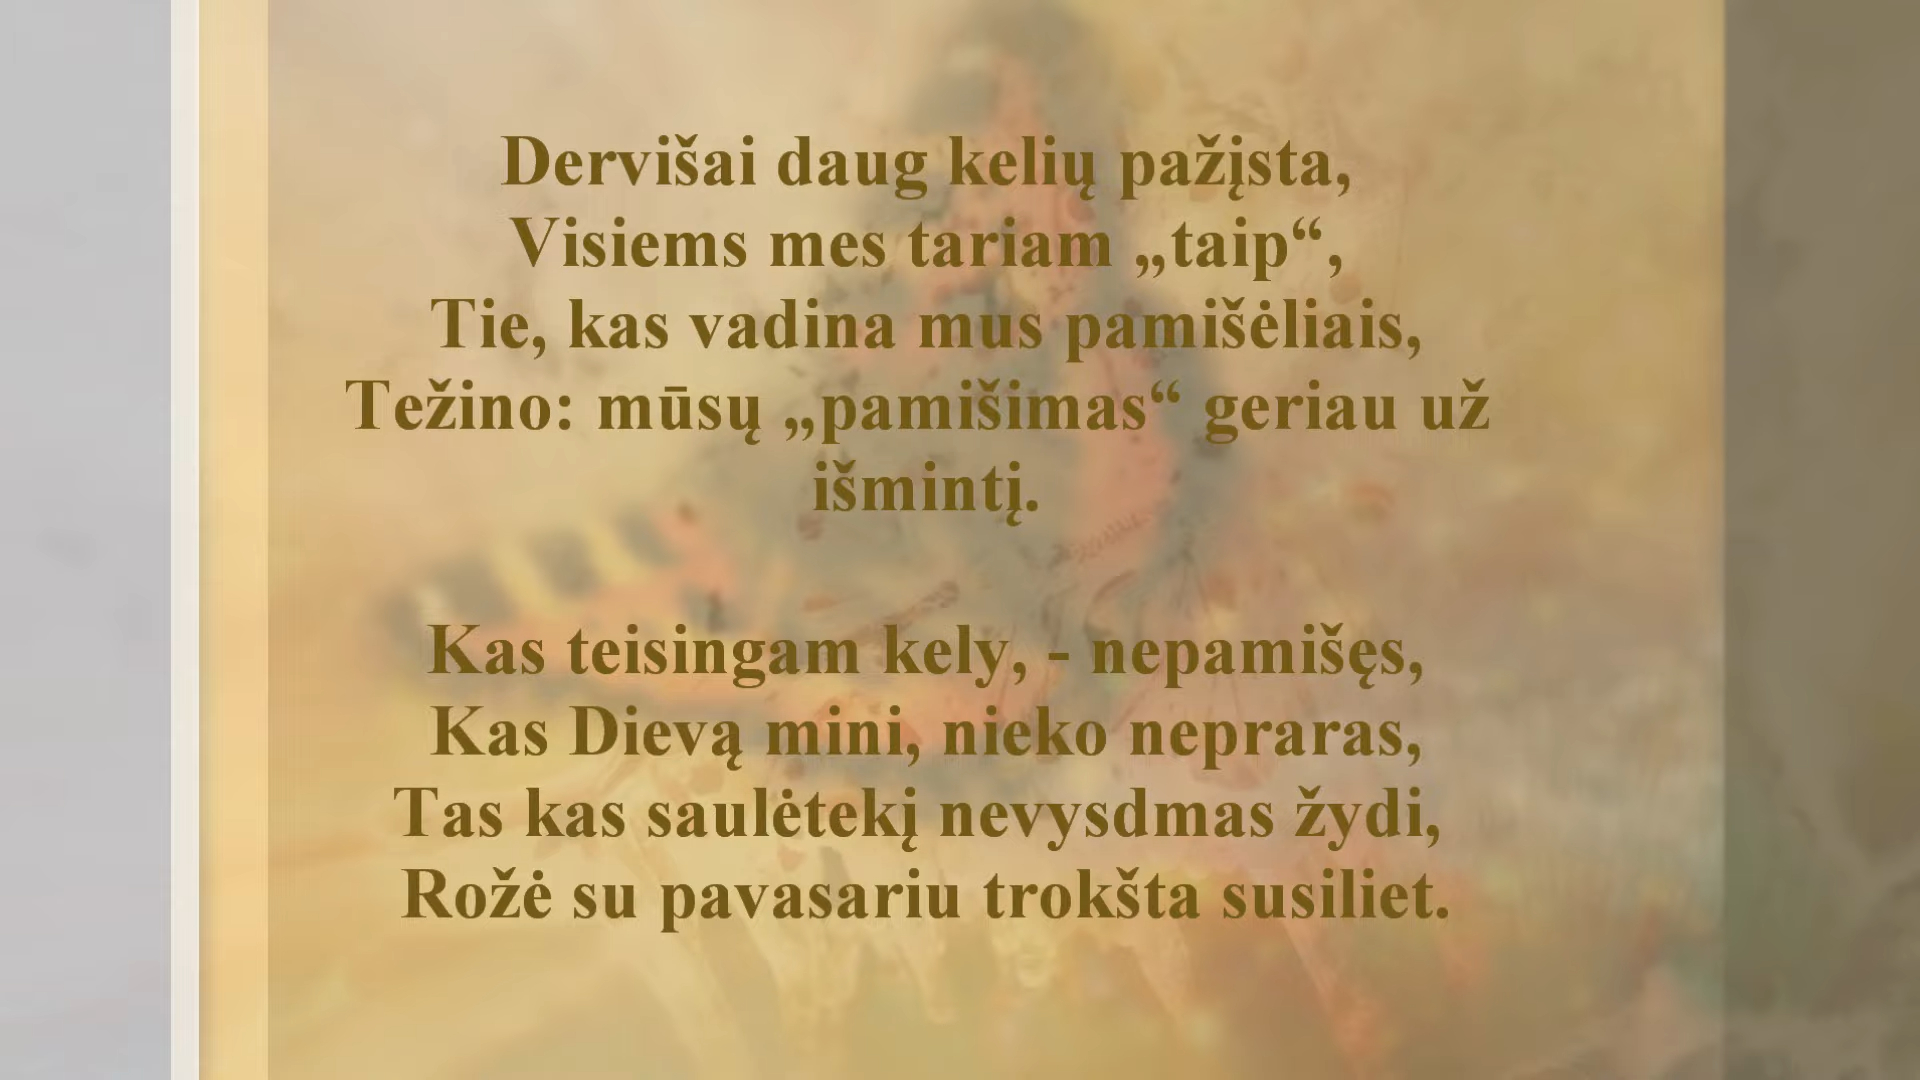 Dervišai daug kelių pažįsta,
Visiems mes tariam „taip“,
Tie, kas vadina mus pamišėliais,
Težino: mūsų „pamišimas“ geriau už
išmintį.
Kas teisingam kely, - nepamišęs,
Kas Dievą mini, nieko nepraras,
Tas kas saulėtekį nevysdmas žydi,
Rožė su pavasariu trokšta susiliet.